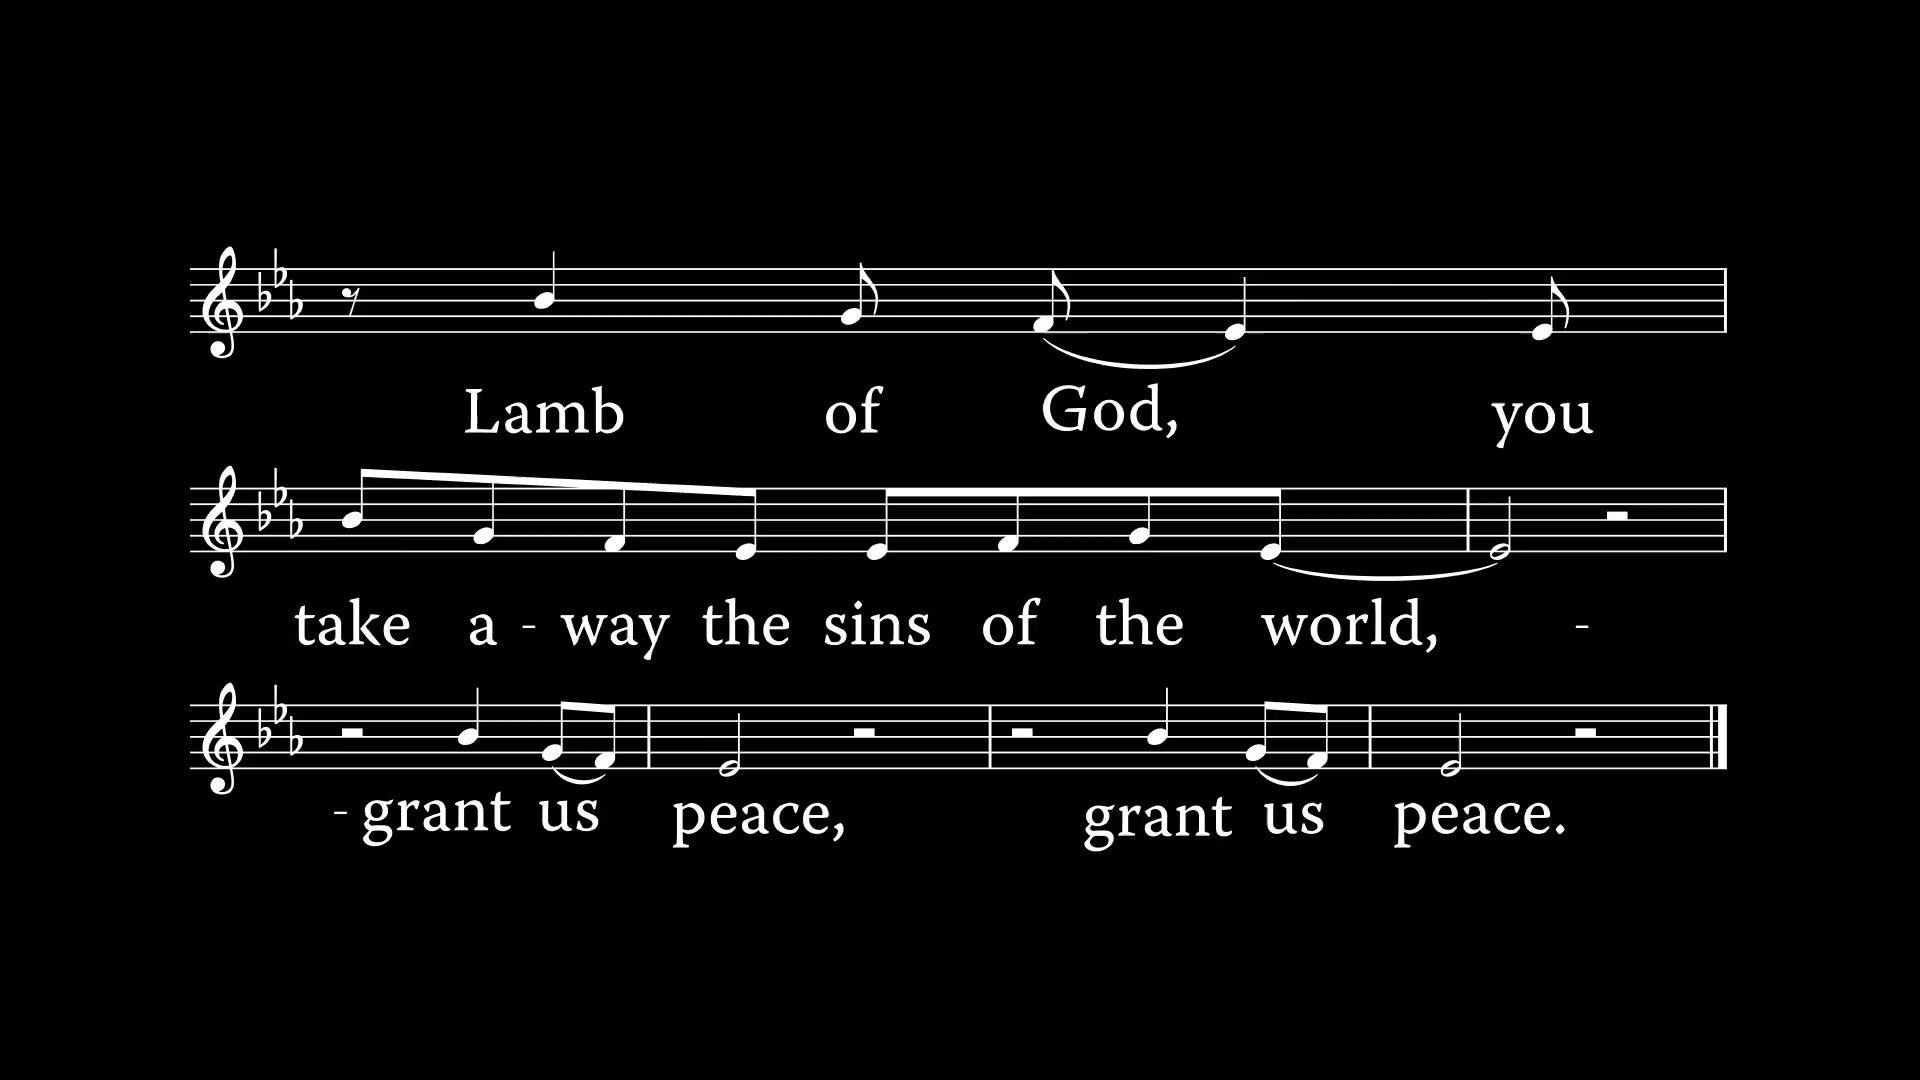 Lamb of God, you
take a - way the sins of the world, -
- grant us peace, grant us peace.